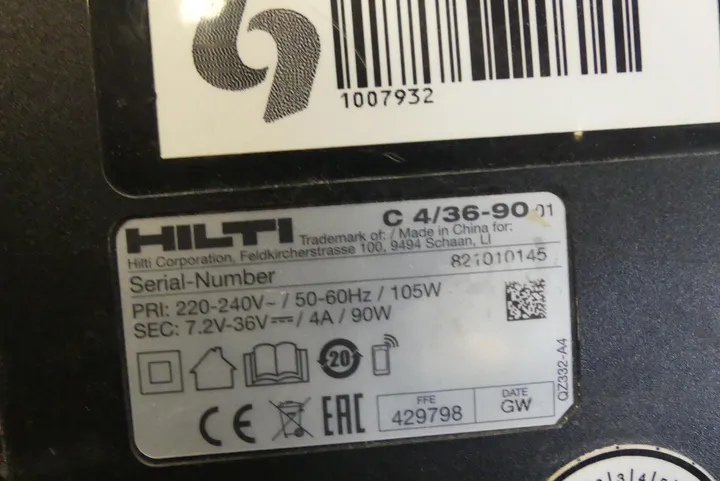 1007932
HILTI
C 4/36-90 01
Trademark of: / Made in China for:
Hilti Corporation, Feldkircherstrasse 100, 9494 Schaan, LI
Serial-Number
821010145
PRI: 220-240V~ / 50-60Hz / 105W
SEC: 7.2V-36V⎓ / 4A / 90W
20
QZ332-A4
CE
EAC
FFE
429798
DATE
GW
3/4